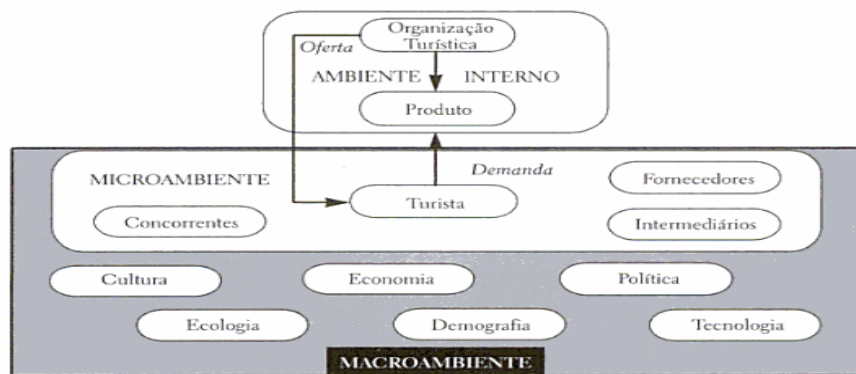 Organização
Turística
Oferta
AMBIENTE INTERNO
Produto
MICROAMBIENTE
Demanda
Fornecedores
Turista
Concorrentes
Intermediários
Cultura
Economia
Política
Ecologia
Demografia
Tecnologia
MACROAMBIENTE